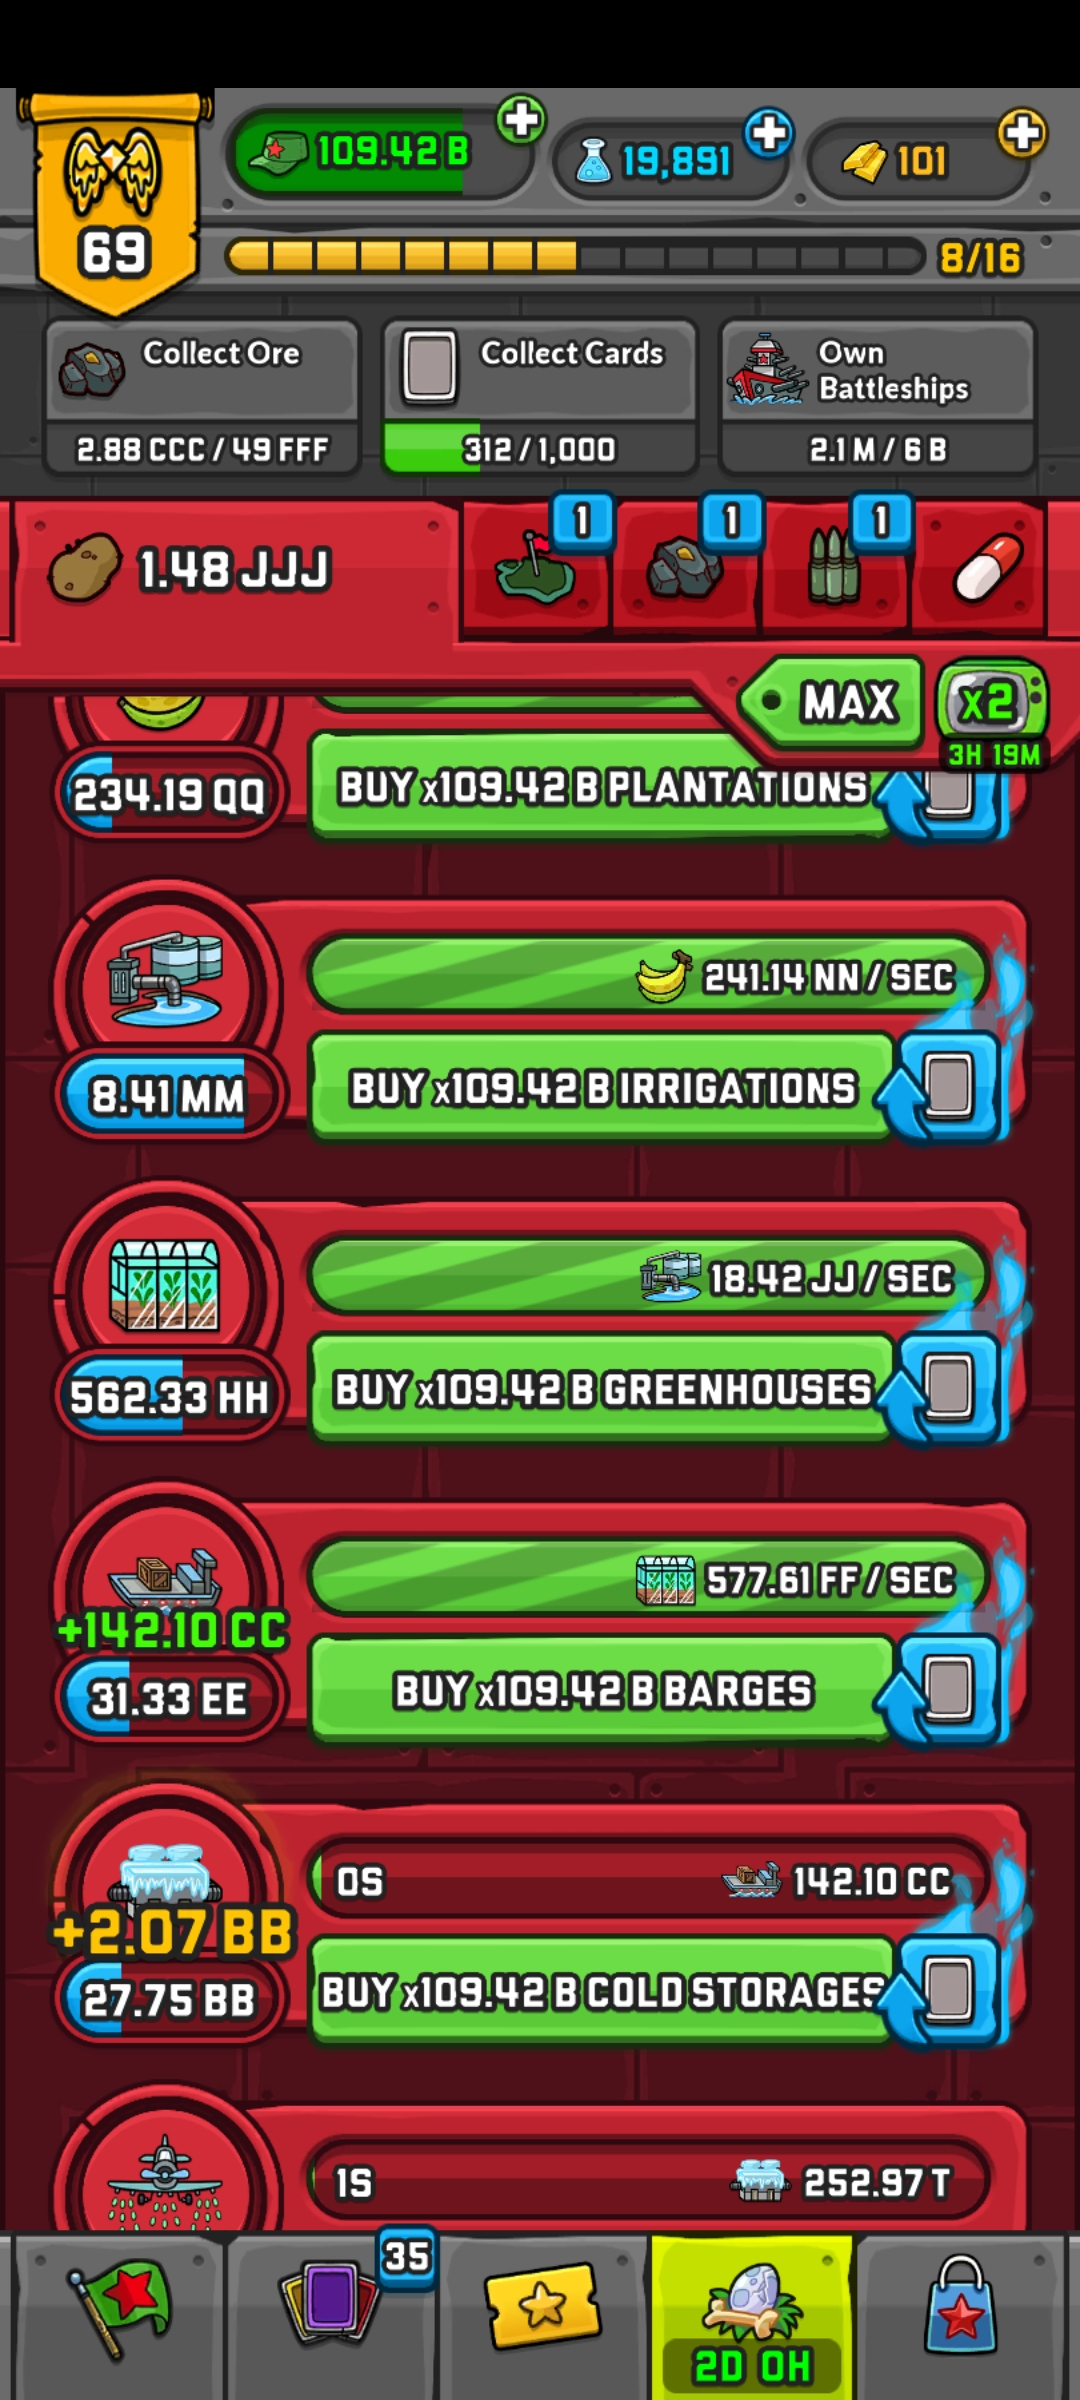 109.42 B
19,891
101
69
8/16
Collect Ore
2.88 CCC / 49 FFF
Collect Cards
312 / 1,000
Own
Battleships
2.1 M / 6 B
1.48 JJJ
1
1
1
MAX
x2
3H 19M
234.19 QQ
BUY x109.42 B PLANTATIONS
241.14 NN / SEC
8.41 MM
BUY x109.42 B IRRIGATIONS
18.42 JJ / SEC
562.33 HH
BUY x109.42 B GREENHOUSES
577.61 FF / SEC
+142.10 CC
31.33 EE
BUY x109.42 B BARGES
0S
142.10 CC
+2.07 BB
27.75 BB
BUY x109.42 B COLD STORAGES
1S
252.97 T
35
2D 0H